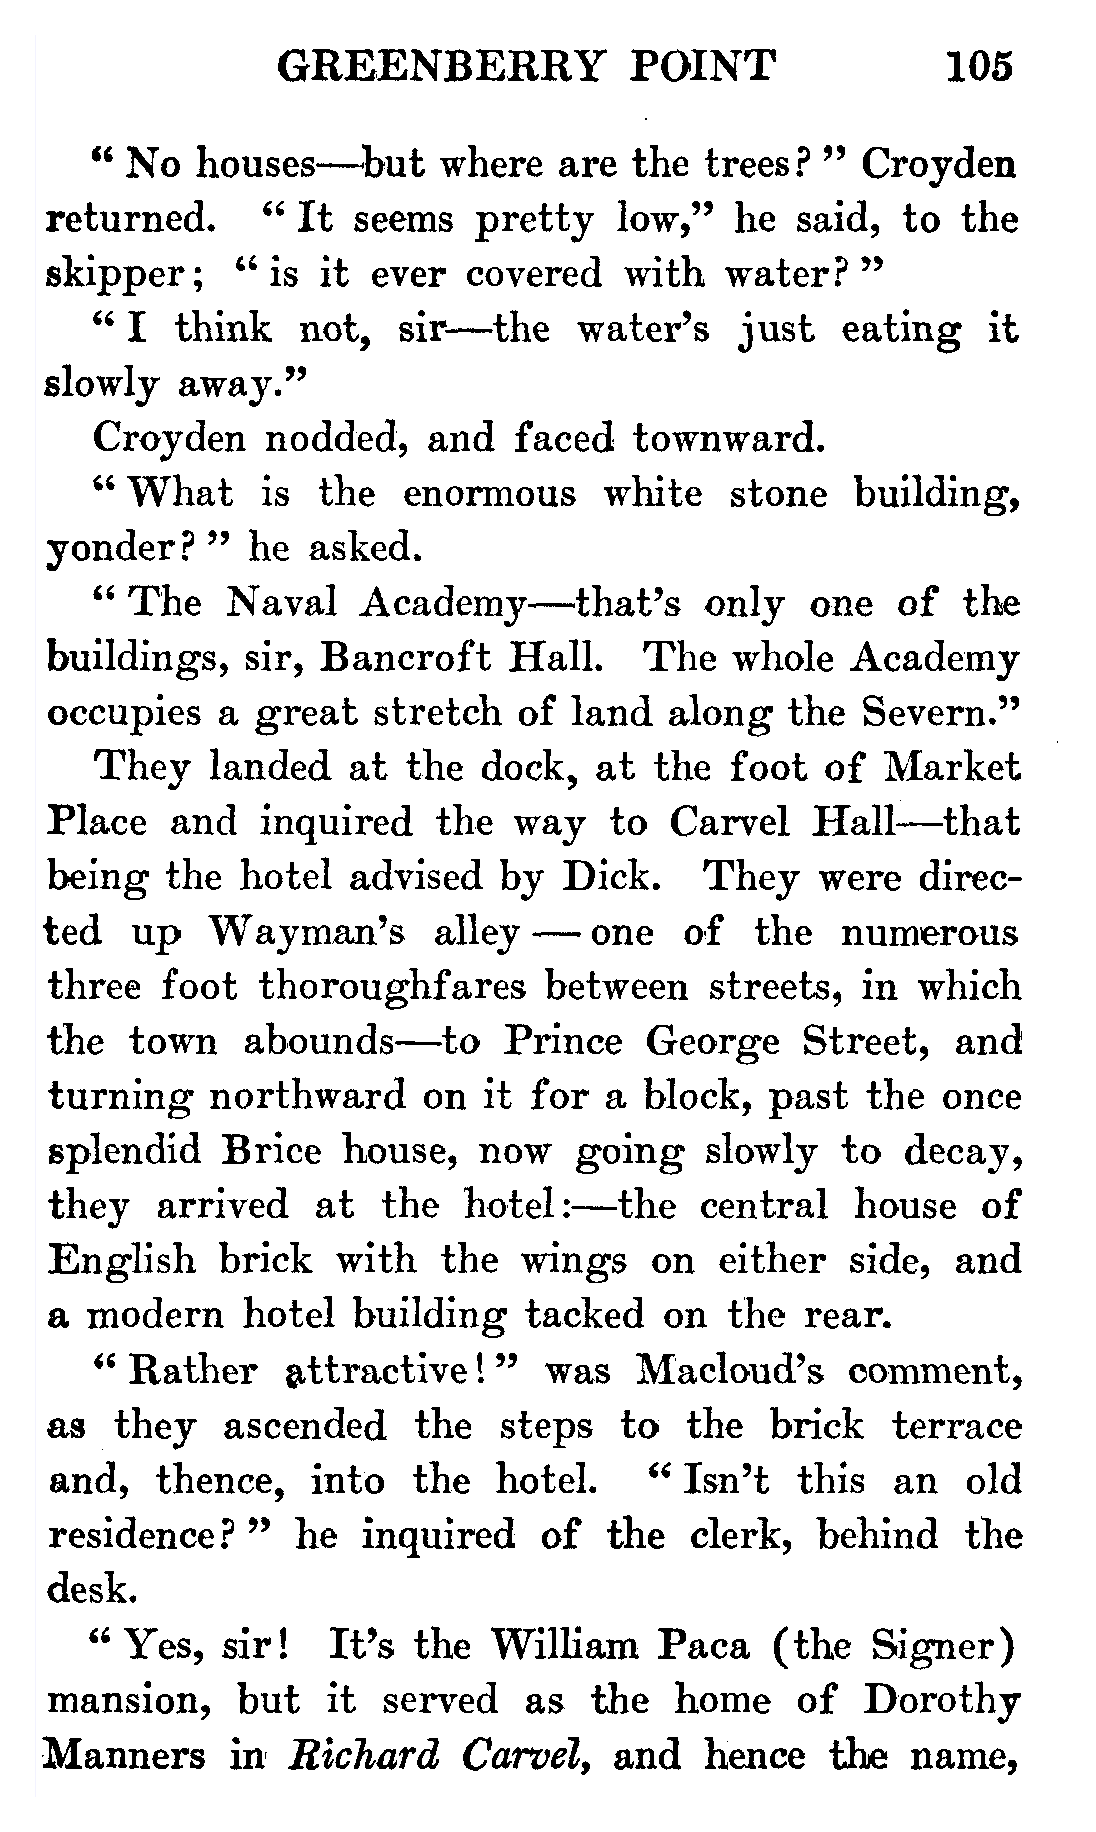 GREENBERRY POINT 105
“ No houses—but where are the trees? ” Croyden
returned. “ It seems pretty low,” he said, to the
skipper; “ is it ever covered with water? ”
“ I think not, sir—the water’s just eating it
slowly away.”
Croyden nodded, and faced townward.
“ What is the enormous white stone building,
yonder? ” he asked.
“ The Naval Academy—that’s only one of the
buildings, sir, Bancroft Hall. The whole Academy
occupies a great stretch of land along the Severn.”
They landed at the dock, at the foot of Market
Place and inquired the way to Carvel Hall—that
being the hotel advised by Dick. They were direc-
ted up Wayman’s alley — one of the numerous
three foot thoroughfares between streets, in which
the town abounds—to Prince George Street, and
turning northward on it for a block, past the once
splendid Brice house, now going slowly to decay,
they arrived at the hotel:—the central house of
English brick with the wings on either side, and
a modern hotel building tacked on the rear.
“ Rather attractive! ” was Macloud’s comment,
as they ascended the steps to the brick terrace
and, thence, into the hotel. “ Isn’t this an old
residence? ” he inquired of the clerk, behind the
desk.
“ Yes, sir! It’s the William Paca (the Signer)
mansion, but it served as the home of Dorothy
Manners in Richard Carvel, and hence the name,